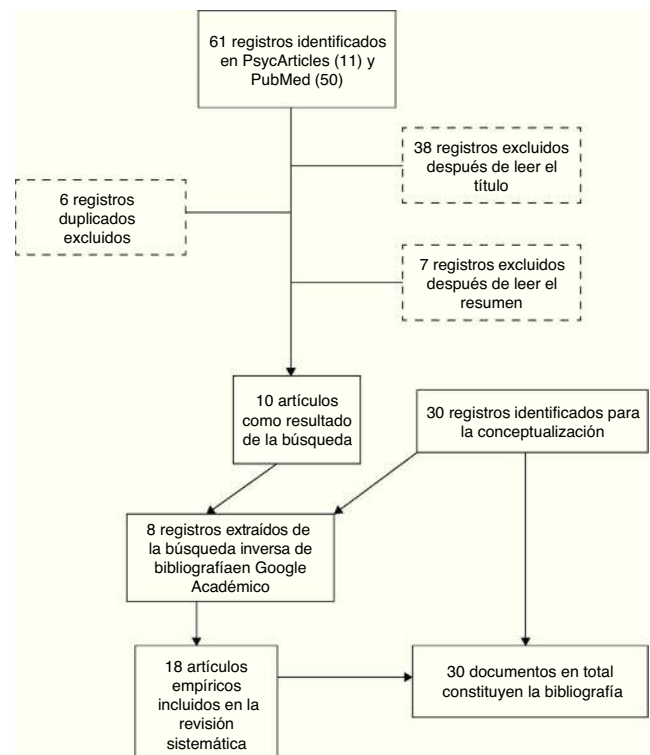 61 registros identificados
en PsycArticles (11) y
PubMed (50)
38 registros excluidos
después de leer el
título
6 registros
duplicados
excluidos
7 registros excluidos
después de leer el
resumen
10 artículos
como resultado
de la búsqueda
30 registros identificados para
la conceptualización
8 registros extraídos de
la búsqueda inversa de
bibliografíaen Google
Académico
18 artículos
empíricos
incluidos en la
revisión
sistemática
30 documentos en total
constituyen la bibliografía